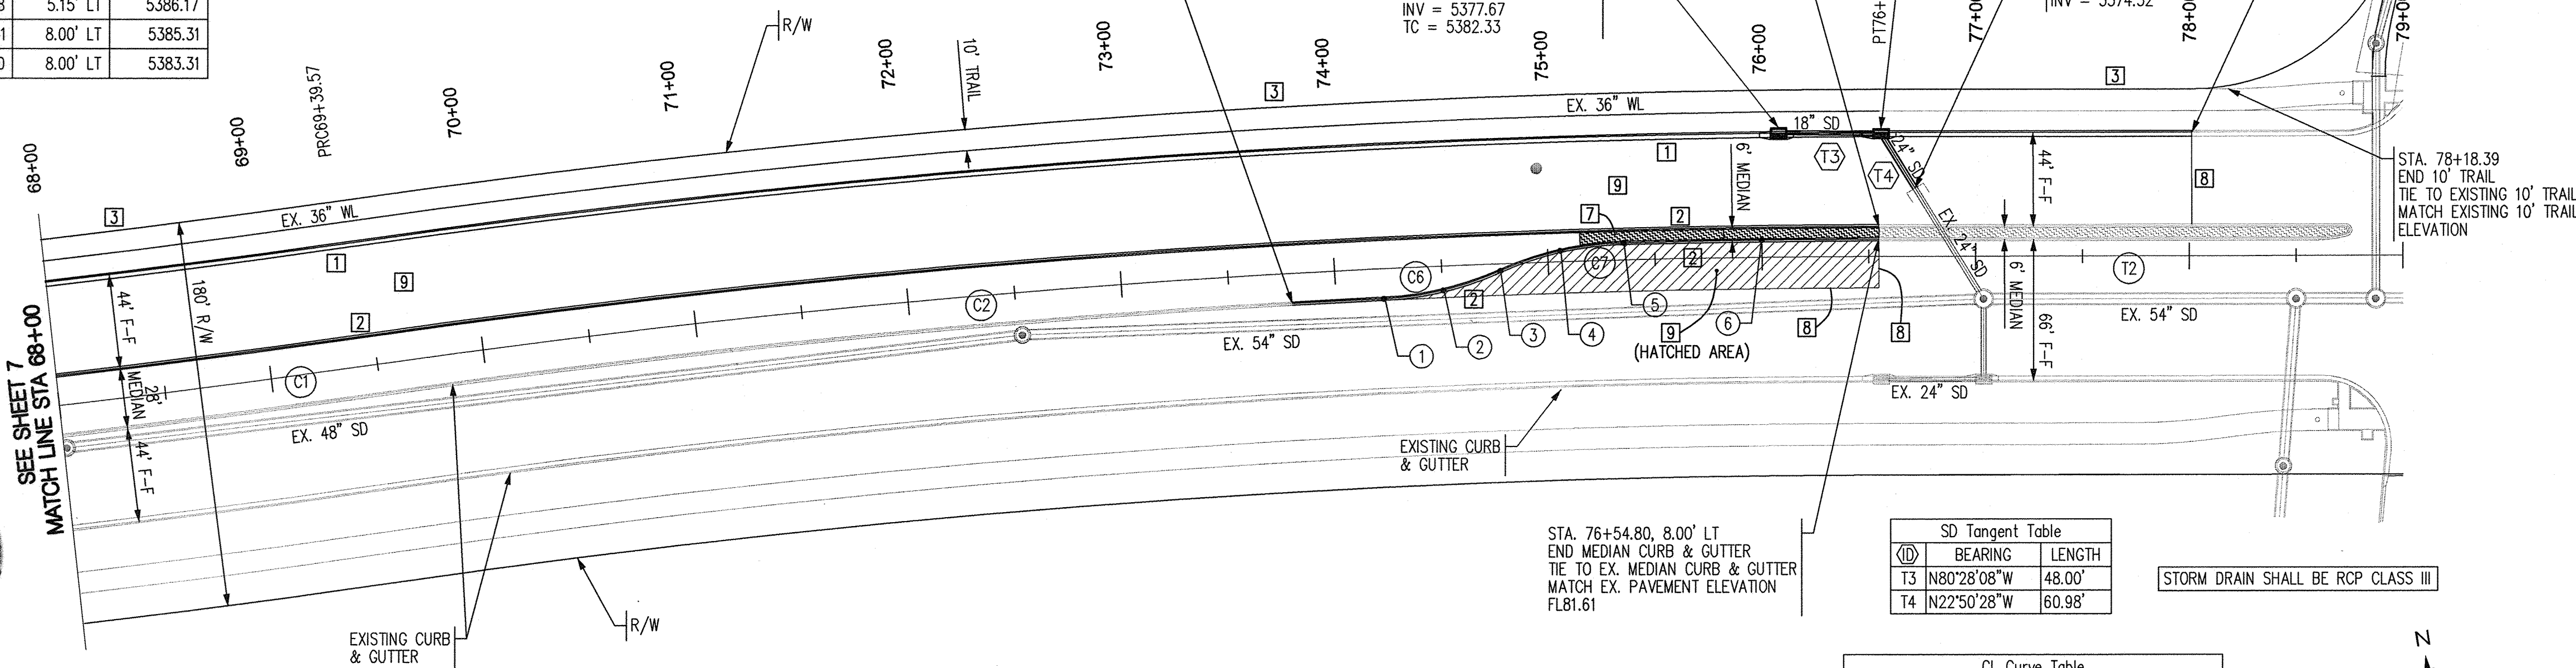 5.15' LT 5386.17
8.00' LT 5385.31
8.00' LT 5383.31
INV = 5377.67
TC = 5382.33
R/W
68+00
69+00
PRC69+39.57
70+00
71+00
72+00
10' TRAIL
73+00
74+00
75+00
76+00
PT76+
77+00
78+00
3
EX. 36" WL
3
3
EX. 36" WL
18" SD
T3
24" SD
T4
1
6' MEDIAN
44' F-F
8
STA. 78+18.39
END 10' TRAIL
TIE TO EXISTING 10' TRAIL
MATCH EXISTING 10' TRAIL
ELEVATION
9
7
2
EX. 24" SD
6' MEDIAN
T2
1
9
2
C1
C2
C6
C7
2
2
5
6
4
3
2
1
9
(HATCHED AREA)
8
8
66' F-F
EX. 54" SD
EX. 54" SD
EX. 24" SD
44' F-F
180' R/W
28'
MEDIAN
44' F-F
EX. 48" SD
SEE SHEET 7
MATCH LINE STA 68+00
EXISTING CURB
& GUTTER
EXISTING CURB
& GUTTER
R/W
STA. 76+54.80, 8.00' LT
END MEDIAN CURB & GUTTER
TIE TO EX. MEDIAN CURB & GUTTER
MATCH EX. PAVEMENT ELEVATION
FL81.61
SD Tangent Table
ID BEARING LENGTH
T3 N80°28'08"W 48.00'
T4 N22°50'28"W 60.98'
STORM DRAIN SHALL BE RCP CLASS III
N
CL Curve Table